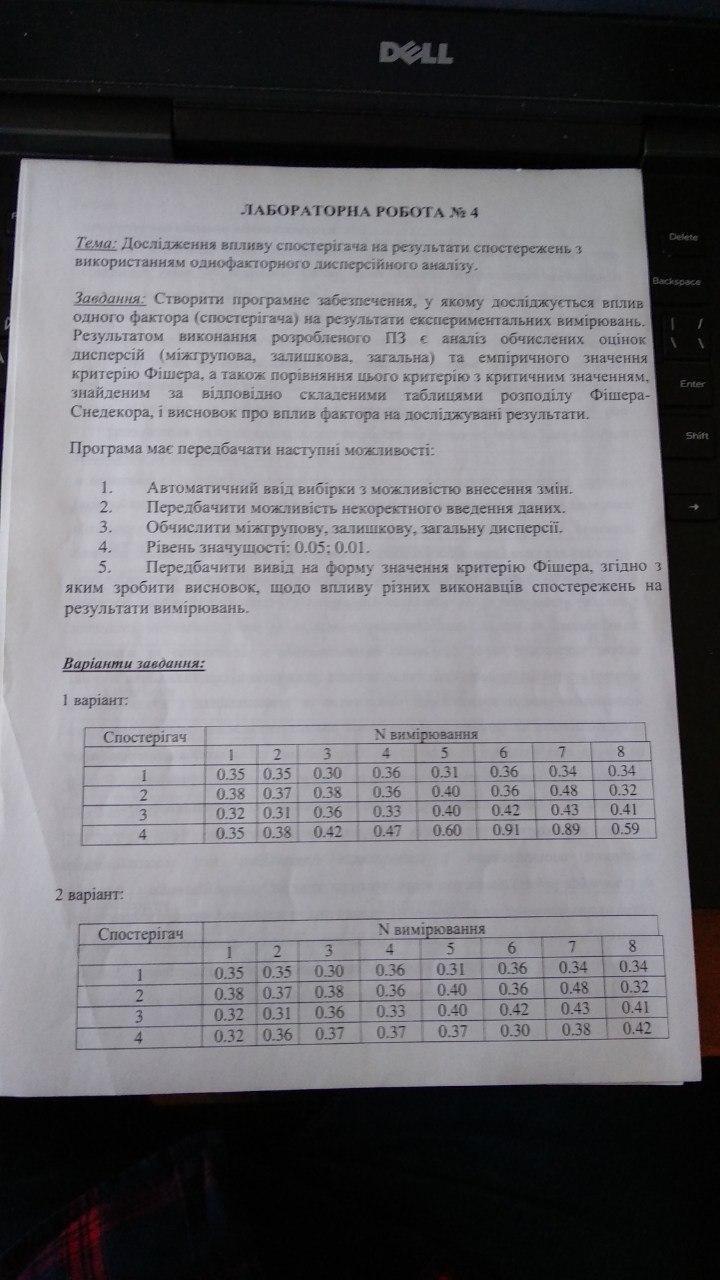 DELL
Delete
Backspace
Enter
Shift
ЛАБОРАТОРНА РОБОТА № 4
Тема: Дослідження впливу спостерігача на результати спостережень з
використанням однофакторного дисперсійного аналізу.
Завдання: Створити програмне забезпечення, у якому досліджується вплив
одного фактора (спостерігача) на результати експериментальних вимірювань.
Результатом виконання розробленого ПЗ є аналіз обчислених оцінок
дисперсій (міжгрупова, залишкова, загальна) та емпіричного значення
критерію Фішера, а також порівняння цього критерію з критичним значенням,
знайденим за відповідно складеними таблицями розподілу Фішера-
Снедекора, і висновок про вплив фактора на досліджувані результати.
Програма має передбачати наступні можливості:
1. Автоматичний ввід вибірки з можливістю внесення змін.
2. Передбачити можливість некоректного введення даних.
3. Обчислити міжгрупову, залишкову, загальну дисперсії.
4. Рівень значущості: 0.05; 0.01.
5. Передбачити вивід на форму значення критерію Фішера, згідно з
яким зробити висновок, щодо впливу різних виконавців спостережень на
результати вимірювань.
Варіанти завдання:
1 варіант:
Спостерігач N вимірювання
1 2 3 4 5 6 7 8
1 0.35 0.35 0.30 0.36 0.31 0.36 0.34 0.34
2 0.38 0.37 0.38 0.36 0.40 0.36 0.48 0.32
3 0.32 0.31 0.36 0.33 0.40 0.42 0.43 0.41
4 0.35 0.38 0.42 0.47 0.60 0.91 0.89 0.59
2 варіант:
Спостерігач N вимірювання
1 2 3 4 5 6 7 8
1 0.35 0.35 0.30 0.36 0.31 0.36 0.34 0.34
2 0.38 0.37 0.38 0.36 0.40 0.36 0.48 0.32
3 0.32 0.31 0.36 0.33 0.40 0.42 0.43 0.41
4 0.32 0.36 0.37 0.37 0.37 0.30 0.38 0.42